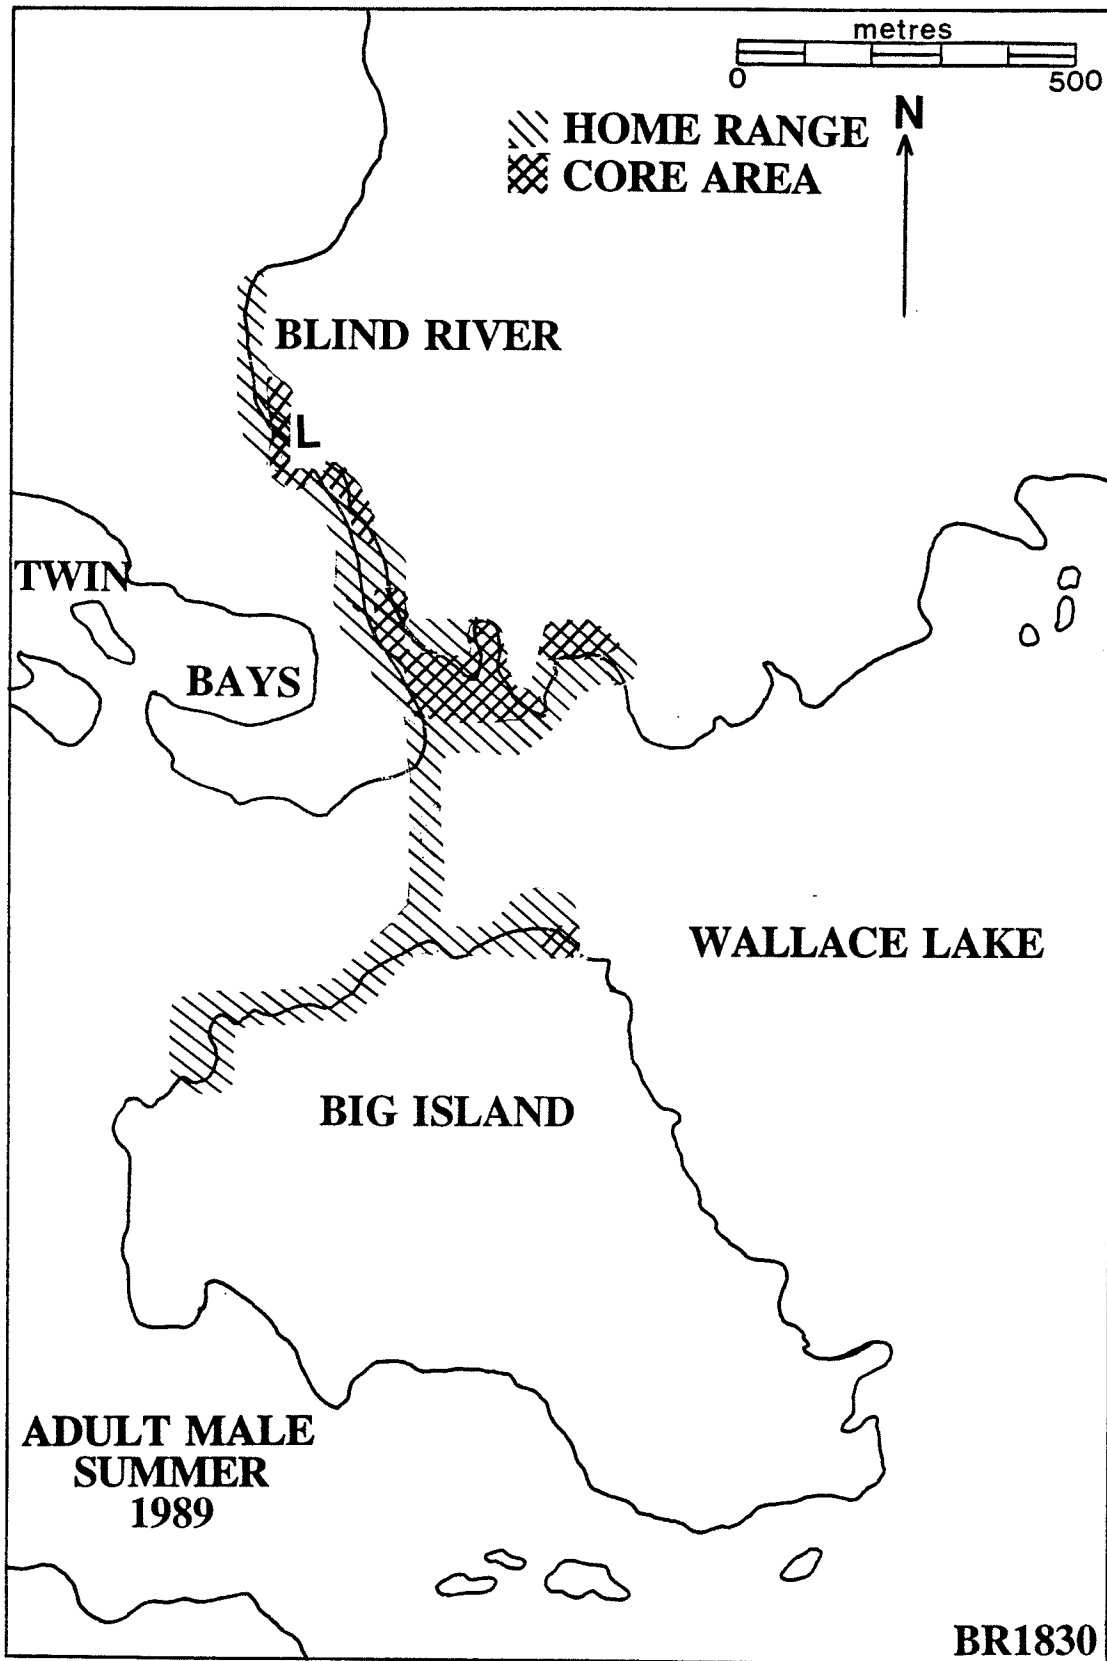 metres
0 500
N
HOME RANGE
CORE AREA
BLIND RIVER
L
TWIN
BAYS
WALLACE LAKE
BIG ISLAND
ADULT MALE
SUMMER
1989
BR1830